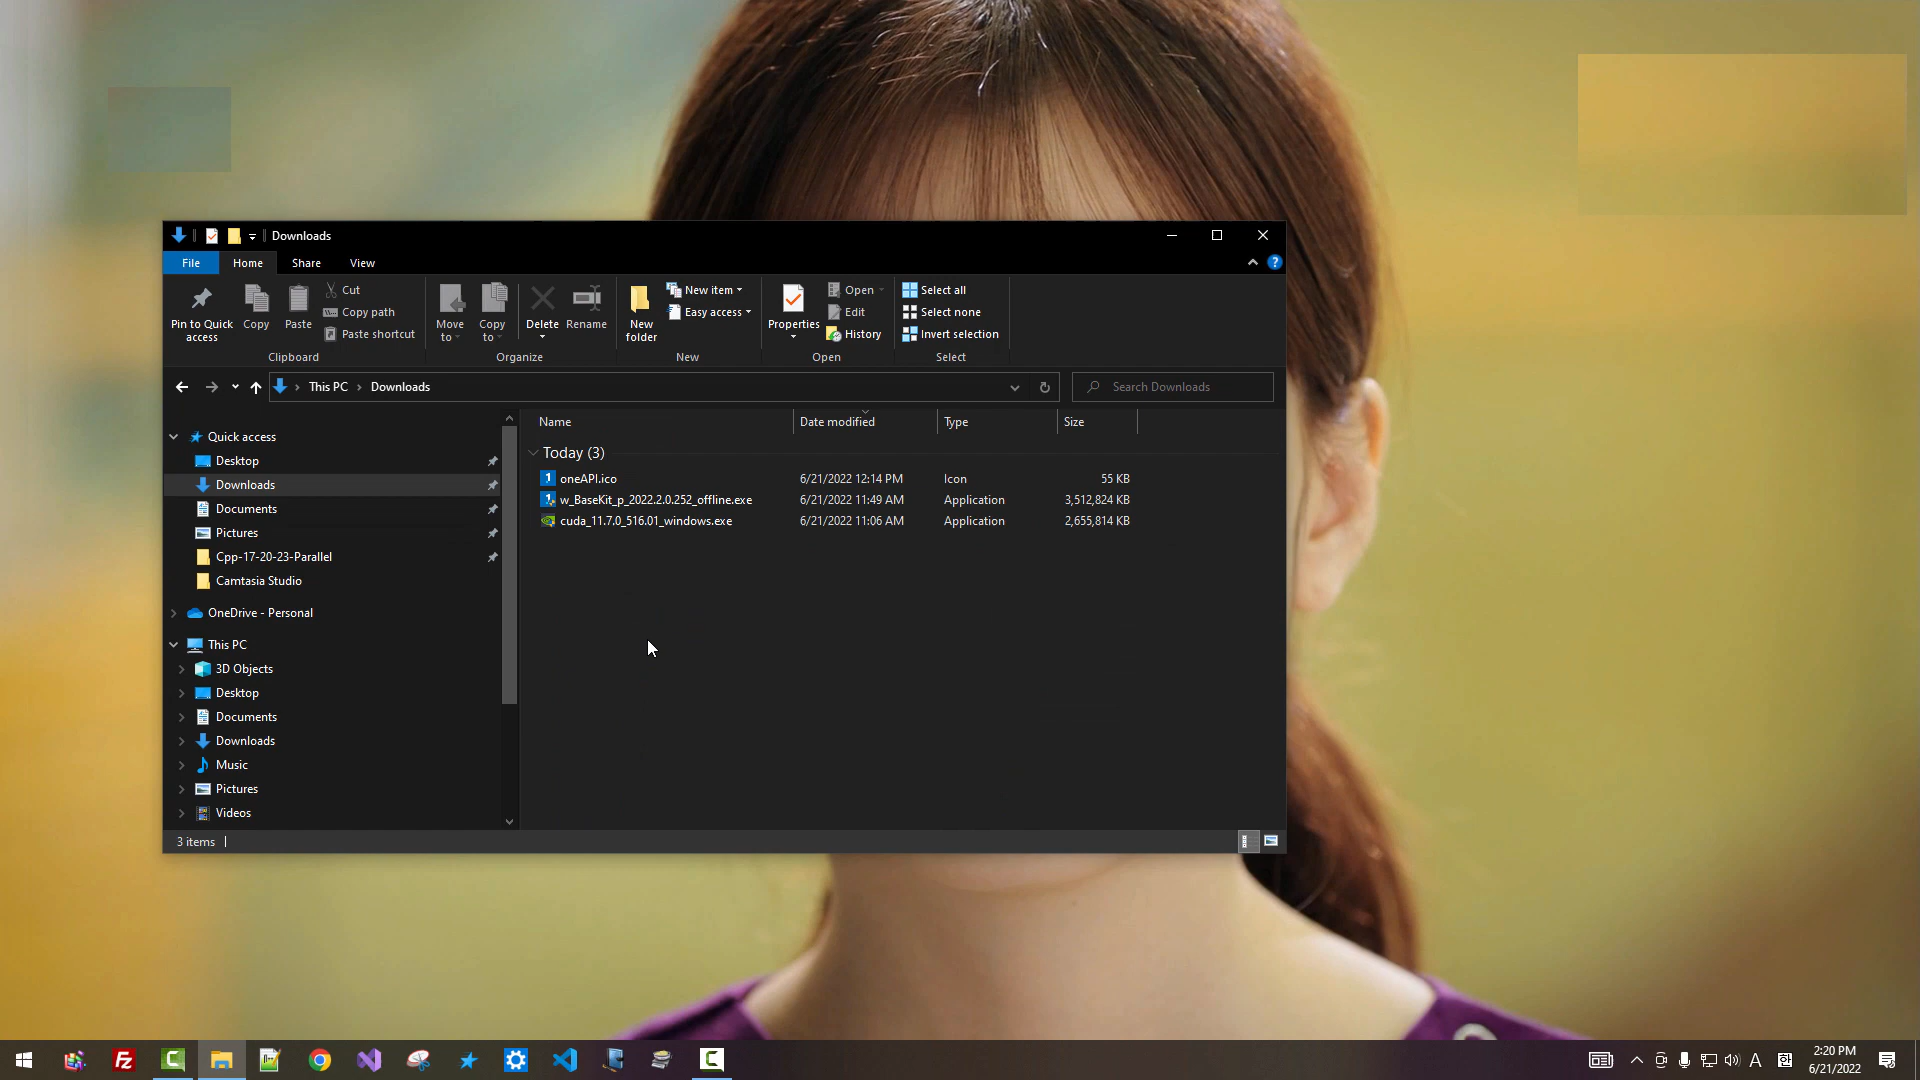 Downloads
File Home Share View
Pin to Quick access
Copy
Paste
Cut
Copy path
Paste shortcut
Clipboard
Move to
Copy to
Delete
Rename
Organize
New folder
New item
Easy access
New
Properties
Open
Edit
History
Open
Select all
Select none
Invert selection
Select
This PC > Downloads
Search Downloads
Quick access
Desktop
Downloads
Documents
Pictures
Cpp-17-20-23-Parallel
Camtasia Studio
OneDrive - Personal
This PC
3D Objects
Desktop
Documents
Downloads
Music
Pictures
Videos
Name Date modified Type Size
Today (3)
oneAPI.ico 6/21/2022 12:14 PM Icon 55 KB
w_BaseKit_p_2022.2.0.252_offline.exe 6/21/2022 11:49 AM Application 3,512,824 KB
cuda_11.7.0_516.01_windows.exe 6/21/2022 11:06 AM Application 2,655,814 KB
3 items
A
2:20 PM
6/21/2022